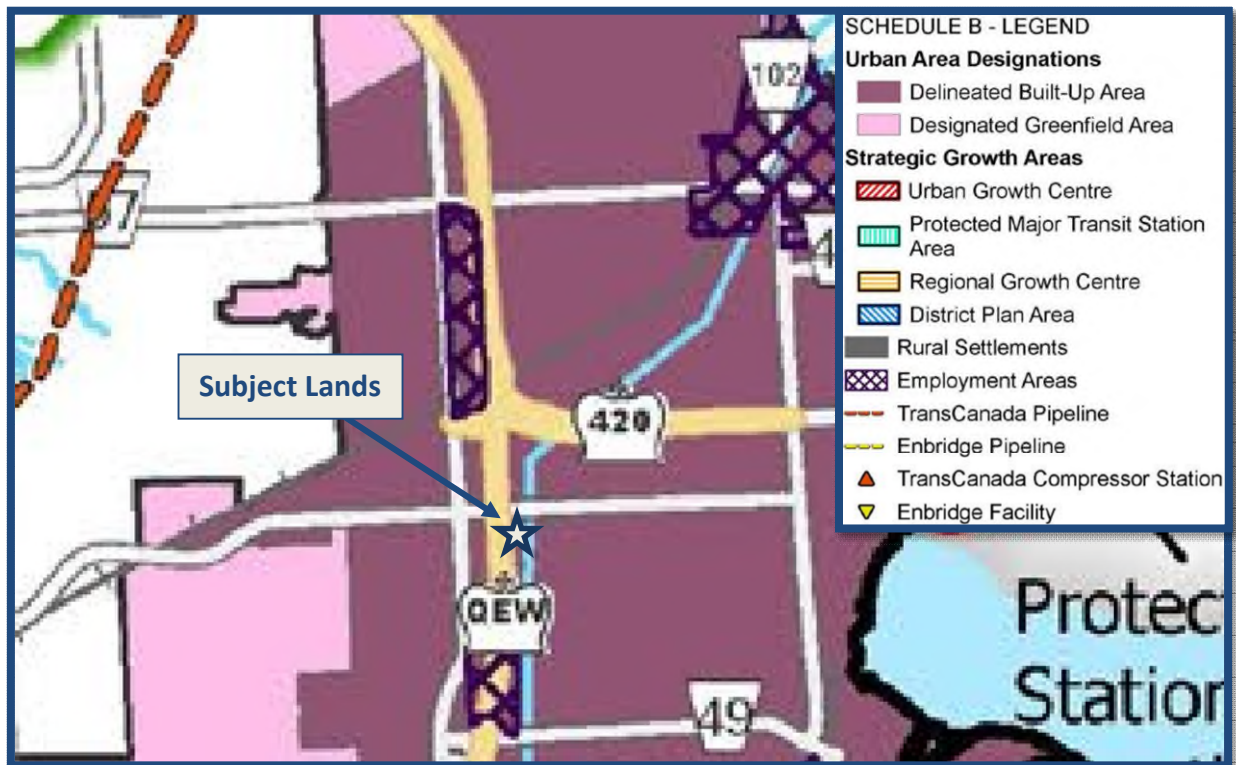 SCHEDULE B - LEGEND
Urban Area Designations
Delineated Built-Up Area
Designated Greenfield Area
Strategic Growth Areas
Urban Growth Centre
Protected Major Transit Station
Area
Regional Growth Centre
District Plan Area
Rural Settlements
Employment Areas
TransCanada Pipeline
Enbridge Pipeline
TransCanada Compressor Station
Enbridge Facility
102
Subject Lands
420
QEW
49
Protec
Station